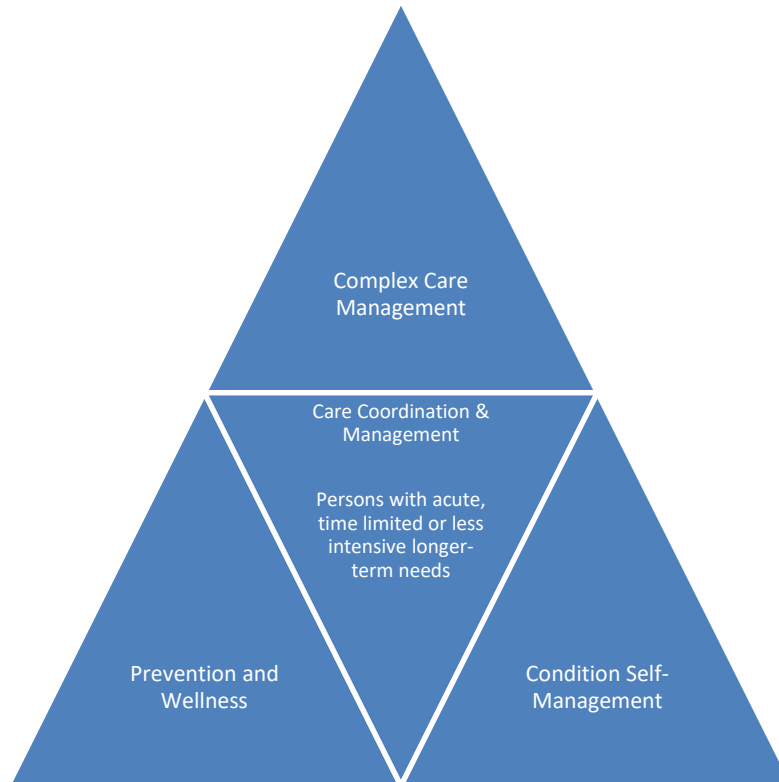 Complex Care
Management
Care Coordination &
Management
Persons with acute,
time limited or less
intensive longer-
term needs
Prevention and
Wellness
Condition Self-
Management